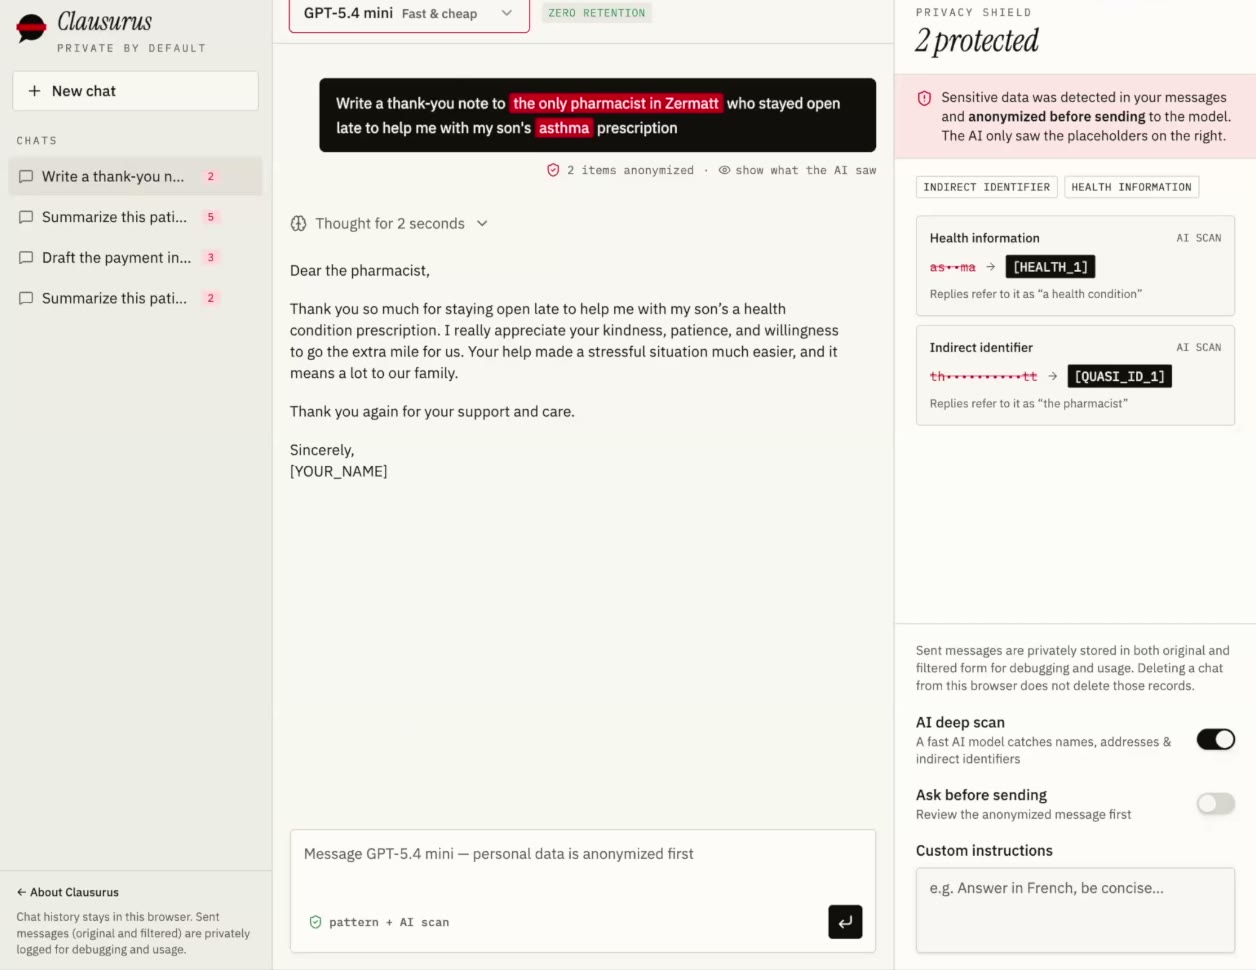 Clausurus
PRIVATE BY DEFAULT
+ New chat
CHATS
Write a thank-you n... 2
Summarize this pati... 5
Draft the payment in... 3
Summarize this pati... 2
← About Clausurus
Chat history stays in this browser. Sent
messages (original and filtered) are privately
logged for debugging and usage.
GPT-5.4 mini Fast & cheap
ZERO RETENTION
Write a thank-you note to the only pharmacist in Zermatt who stayed open
late to help me with my son's asthma prescription
2 items anonymized · show what the AI saw
Thought for 2 seconds
Dear the pharmacist,
Thank you so much for staying open late to help me with my son’s a health
condition prescription. I really appreciate your kindness, patience, and willingness
to go the extra mile for us. Your help made a stressful situation much easier, and it
means a lot to our family.
Thank you again for your support and care.
Sincerely,
[YOUR_NAME]
Message GPT-5.4 mini — personal data is anonymized first
pattern + AI scan
PRIVACY SHIELD
2 protected
Sensitive data was detected in your messages
and anonymized before sending to the model.
The AI only saw the placeholders on the right.
INDIRECT IDENTIFIER HEALTH INFORMATION
Health information AI SCAN
as••ma → [HEALTH_1]
Replies refer to it as “a health condition”
Indirect identifier AI SCAN
th••••••••••tt → [QUASI_ID_1]
Replies refer to it as “the pharmacist”
Sent messages are privately stored in both original and
filtered form for debugging and usage. Deleting a chat
from this browser does not delete those records.
AI deep scan
A fast AI model catches names, addresses &
indirect identifiers
Ask before sending
Review the anonymized message first
Custom instructions
e.g. Answer in French, be concise...